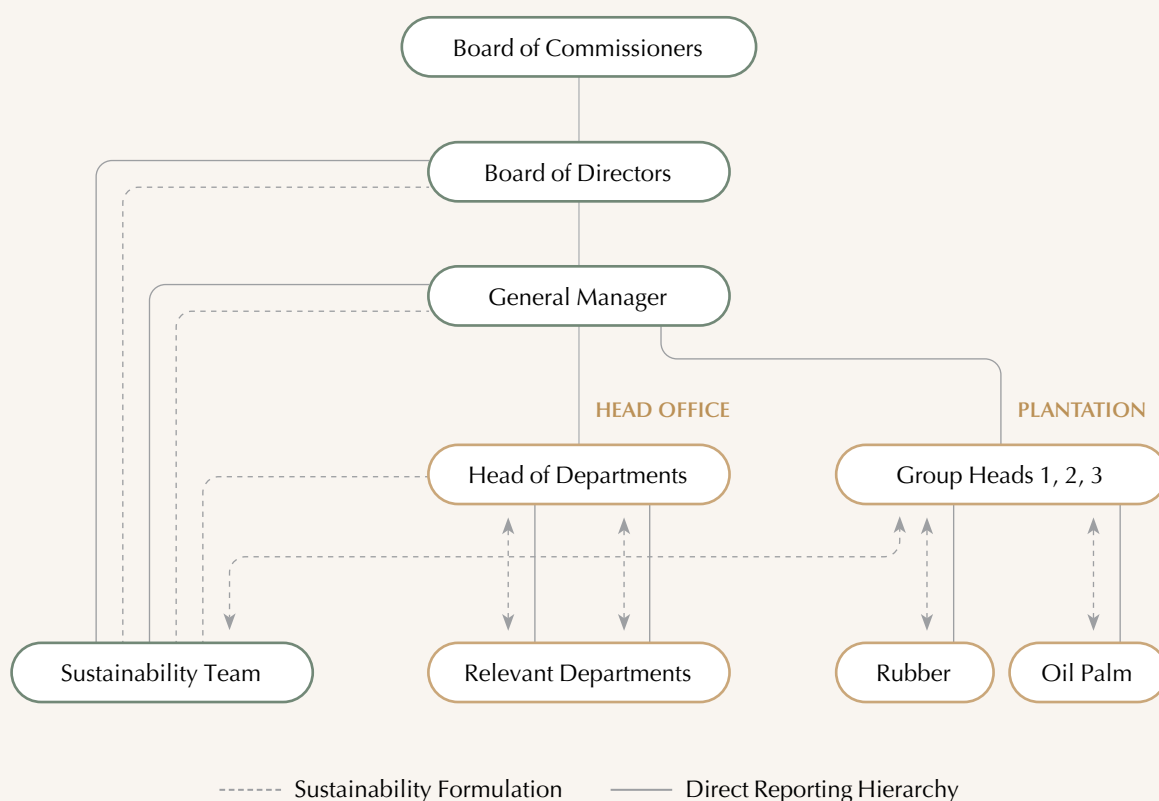 Board of Commissioners
Board of Directors
General Manager
HEAD OFFICE
PLANTATION
Head of Departments
Group Heads 1, 2, 3
Sustainability Team
Relevant Departments
Rubber
Oil Palm
Sustainability Formulation
Direct Reporting Hierarchy